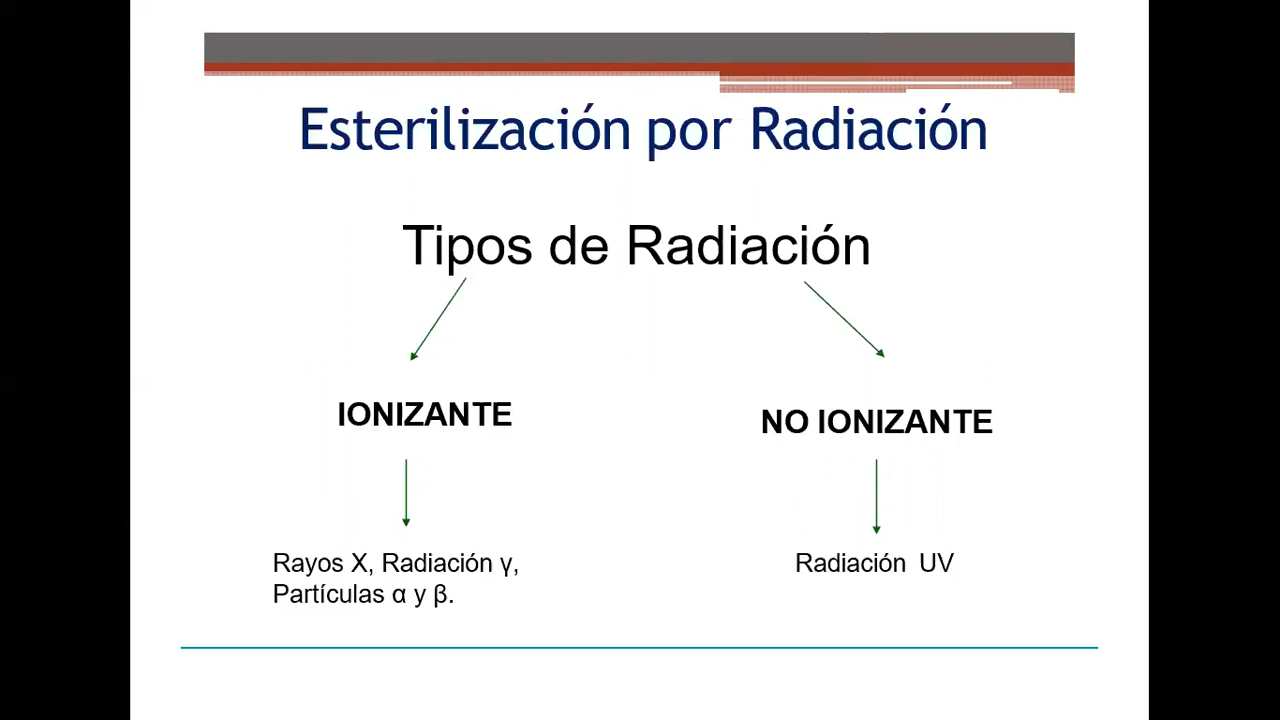 Esterilización por Radiación
Tipos de Radiación
IONIZANTE
NO IONIZANTE
Rayos X, Radiación γ,
Partículas α y β.
Radiación UV